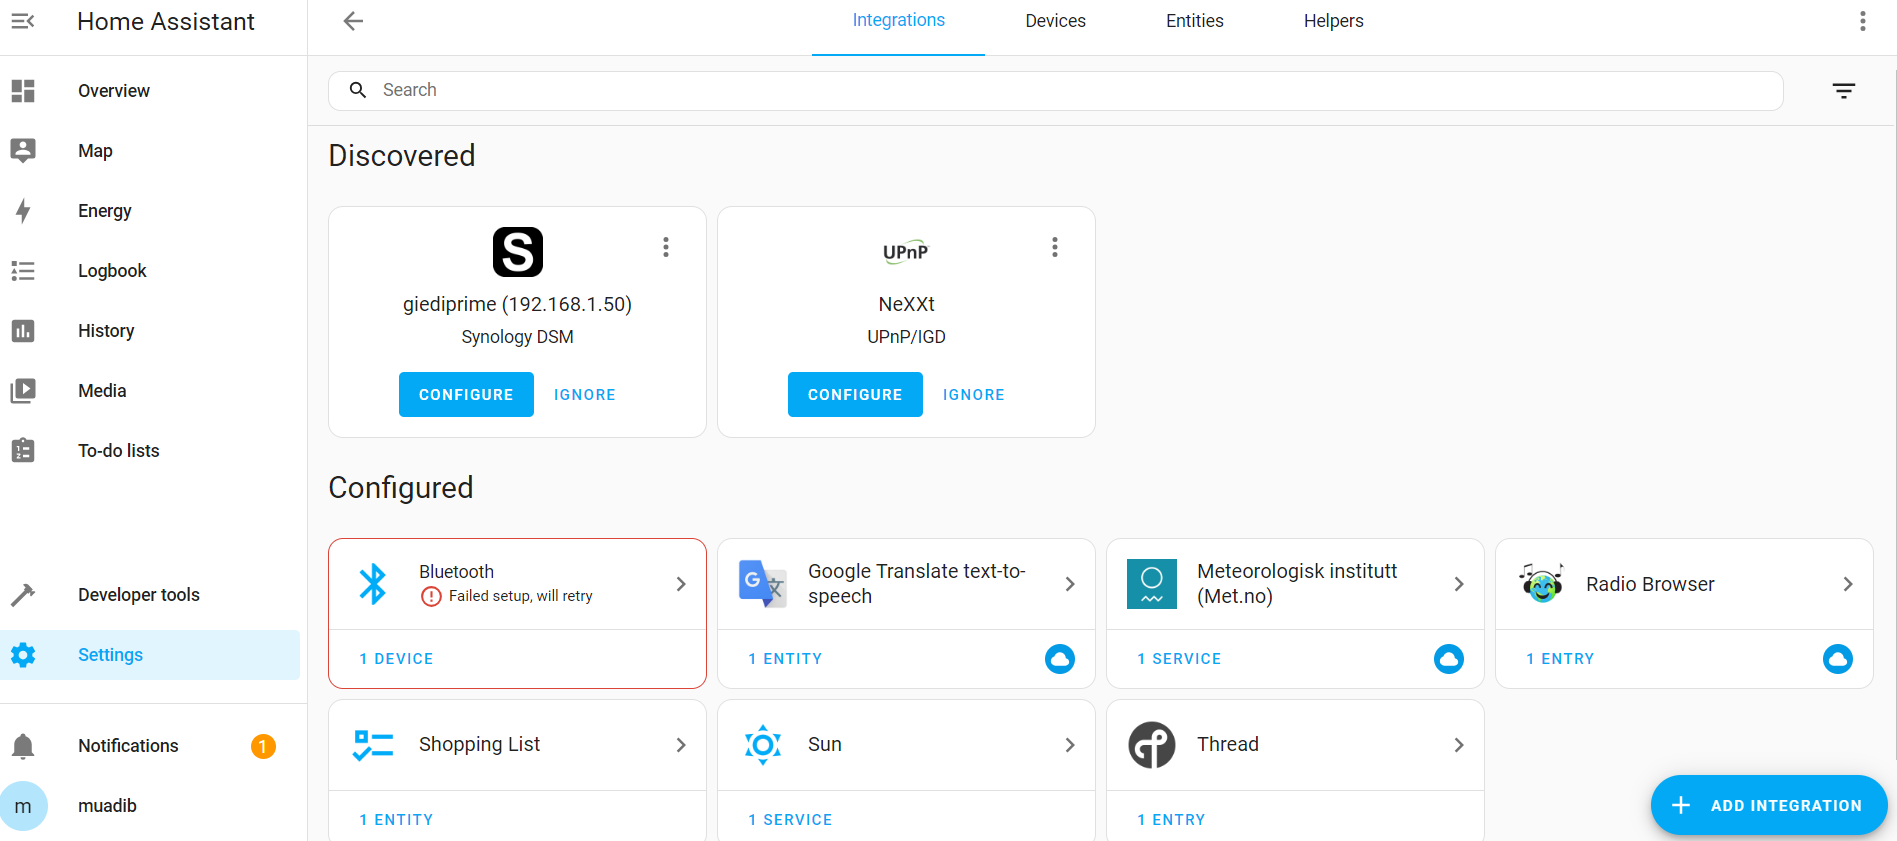 Home Assistant
Integrations
Devices
Entities
Helpers
Overview
Map
Energy
Logbook
History
Media
To-do lists
Developer tools
Settings
Notifications
1
m
muadib
Search
Discovered
S
giediprime (192.168.1.50)
Synology DSM
CONFIGURE
IGNORE
UPnP
NeXXt
UPnP/IGD
CONFIGURE
IGNORE
Configured
Bluetooth
Failed setup, will retry
1 DEVICE
G
文
Google Translate text-to-
speech
1 ENTITY
Meteorologisk institutt
(Met.no)
1 SERVICE
Radio Browser
1 ENTRY
Shopping List
1 ENTITY
Sun
1 SERVICE
Thread
1 ENTRY
ADD INTEGRATION